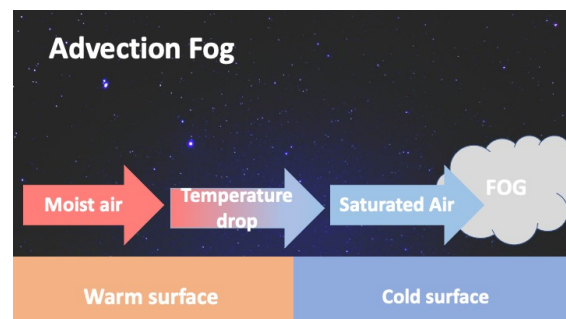 Advection Fog
Moist air
Temperature
drop
Saturated Air
FOG
Warm surface
Cold surface